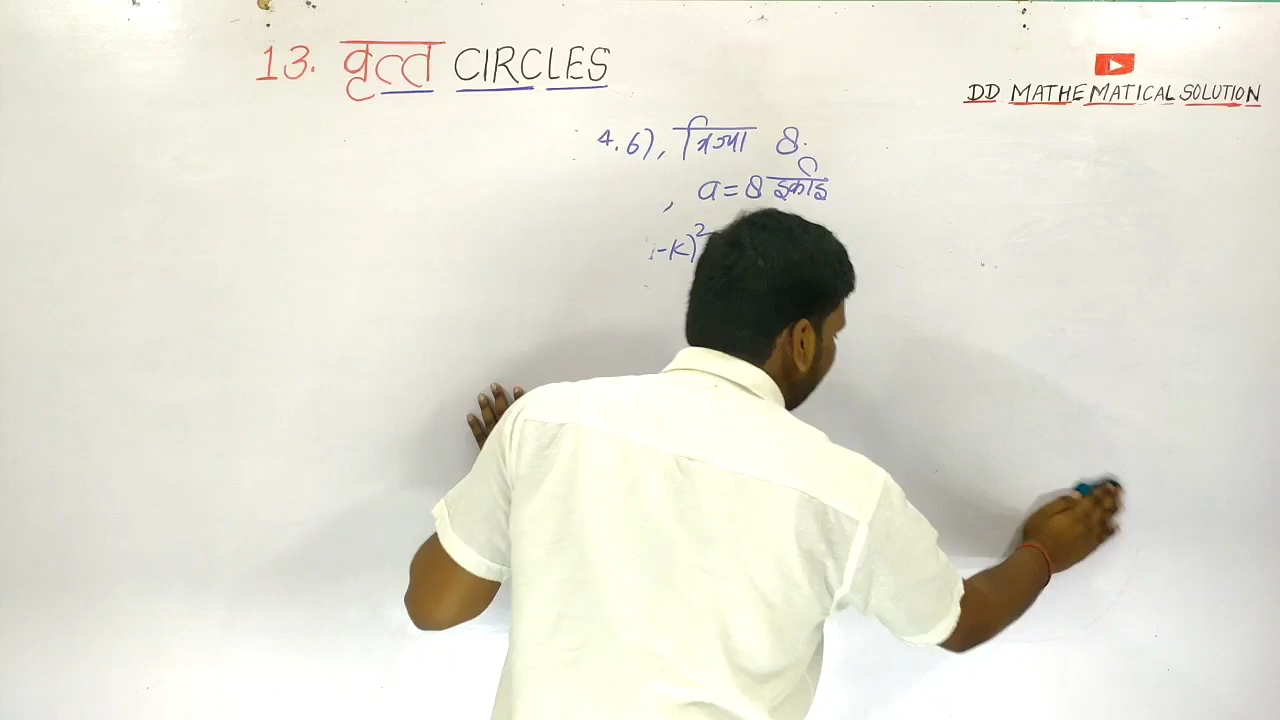 13. वृत्त CIRCLES
DD MATHEMATICAL SOLUTION
4.6), त्रिज्या 8.
, a=8 इकाई
-K)²